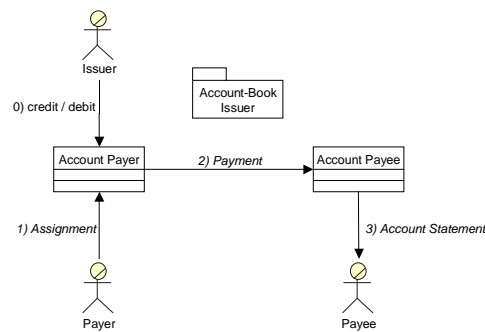 Issuer
Account-Book
Issuer
0) credit / debit
Account Payer
2) Payment
Account Payee
1) Assignment
3) Account Statement
Payer
Payee